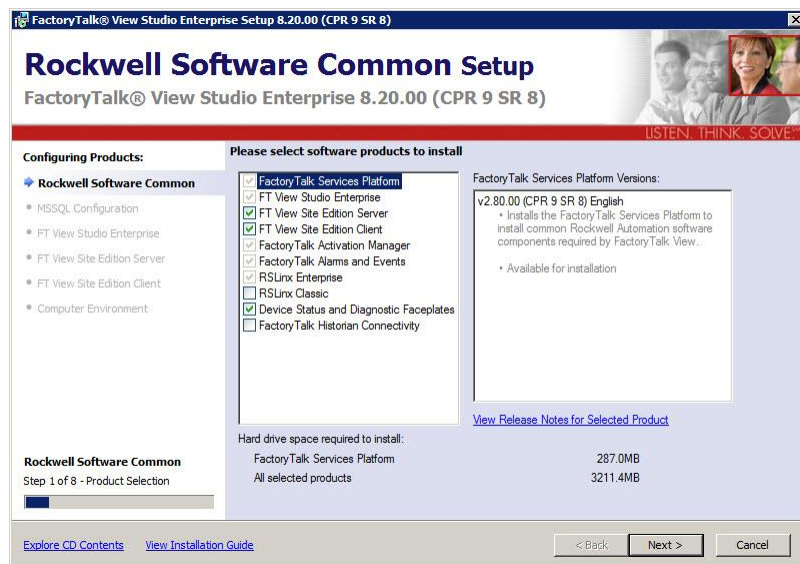 FactoryTalk® View Studio Enterprise Setup 8.20.00 (CPR 9 SR 8)
Rockwell Software Common Setup
FactoryTalk® View Studio Enterprise 8.20.00 (CPR 9 SR 8)
LISTEN. THINK. SOLVE.℠
Configuring Products:
Rockwell Software Common
MSSQL Configuration
FT View Studio Enterprise
FT View Site Edition Server
FT View Site Edition Client
Computer Environment
Please select software products to install
FactoryTalk Services Platform
FT View Studio Enterprise
FT View Site Edition Server
FT View Site Edition Client
FactoryTalk Activation Manager
FactoryTalk Alarms and Events
RSLinx Enterprise
RSLinx Classic
Device Status and Diagnostic Faceplates
FactoryTalk Historian Connectivity
FactoryTalk Services Platform Versions:
v2.80.00 (CPR 9 SR 8) English
• Installs the FactoryTalk Services Platform to
install common Rockwell Automation software
components required by FactoryTalk View.
• Available for installation
View Release Notes for Selected Product
Hard drive space required to install:
FactoryTalk Services Platform 287.0MB
All selected products 3211.4MB
Rockwell Software Common
Step 1 of 8 - Product Selection
Explore CD Contents View Installation Guide
< Back Next > Cancel